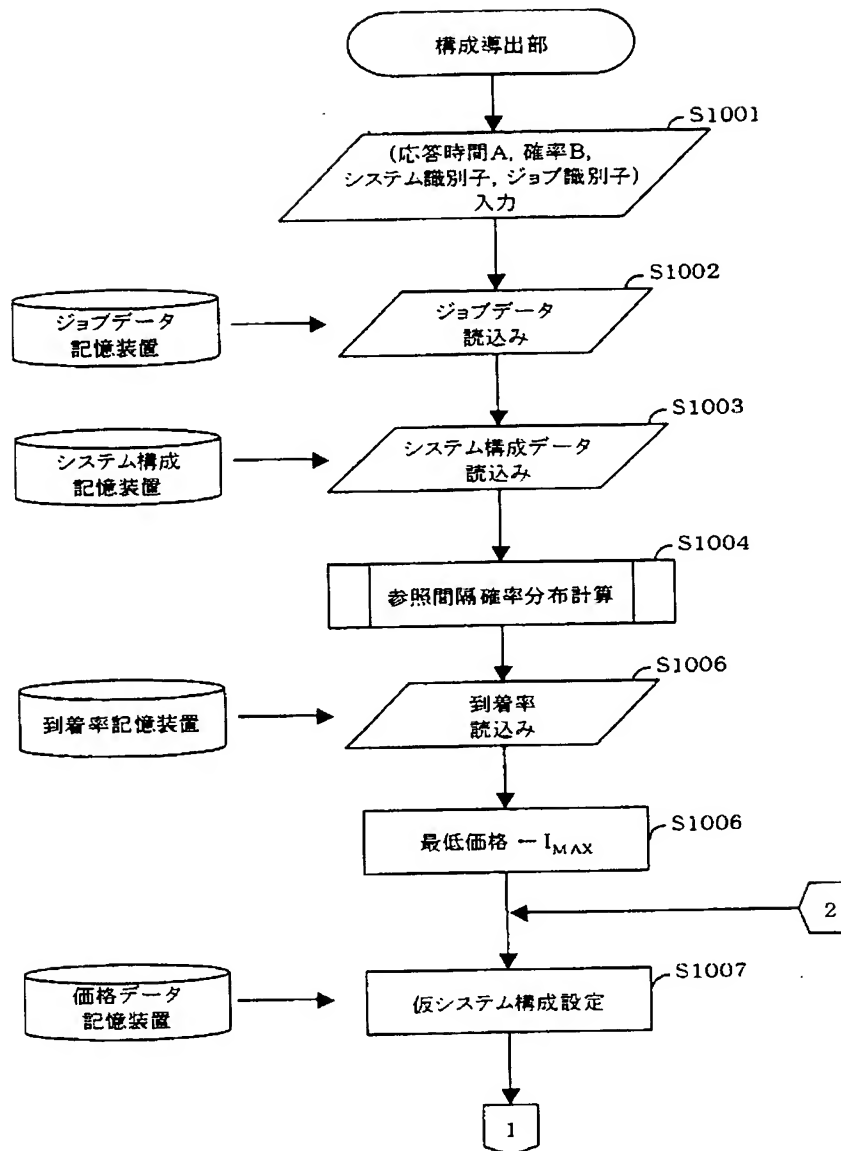 構成導出部
S1001
(応答時間A, 確率B,
システム識別子, ジョブ識別子)
入力
S1002
ジョブデータ
記憶装置
ジョブデータ
読込み
S1003
システム構成
記憶装置
システム構成データ
読込み
S1004
参照間隔確率分布計算
S1006
到着率記憶装置
到着率
読込み
S1006
最低価格 ← IMAX
2
S1007
価格データ
記憶装置
仮システム構成設定
1